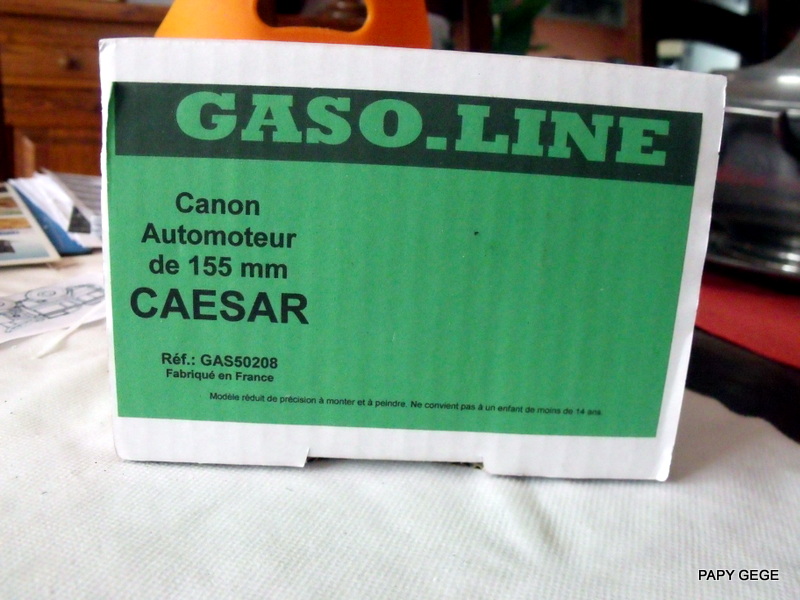 GASO.LINE
Canon
Automoteur
de 155 mm
CAESAR
Réf.: GAS50208
Fabriqué en France
Modèle réduit de précision à monter et à peindre. Ne convient pas à un enfant de moins de 14 ans.
PAPY GEGE